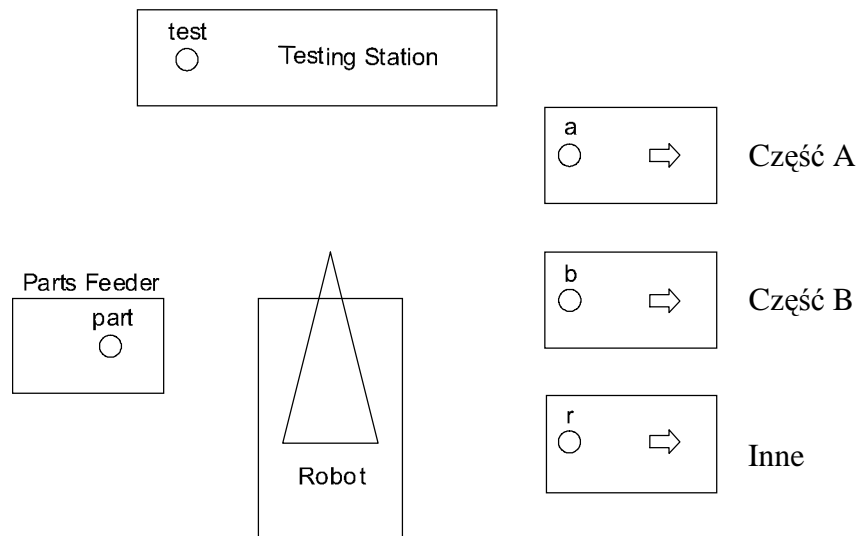 test
Testing Station
a
Część A
Parts Feeder
part
b
Część B
r
Inne
Robot